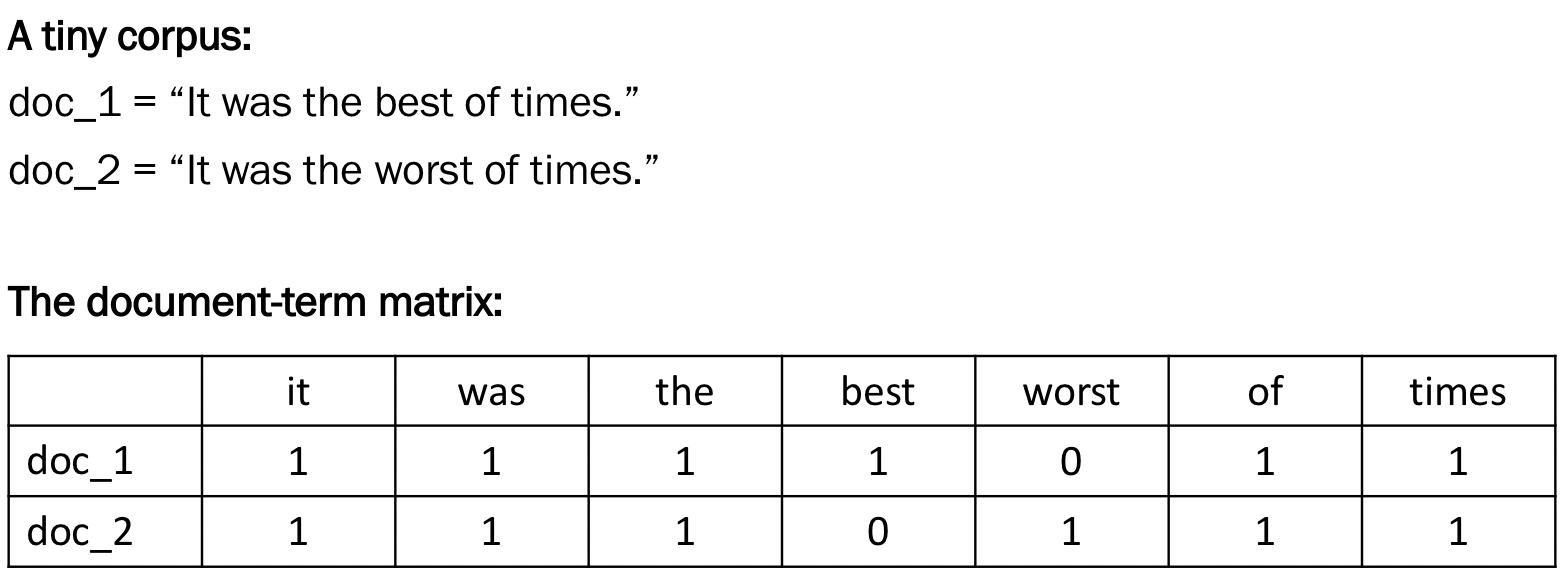 A tiny corpus:
doc_1 = “It was the best of times.”
doc_2 = “It was the worst of times.”
The document-term matrix:
it was the best worst of times
doc_1 1 1 1 1 0 1 1
doc_2 1 1 1 0 1 1 1